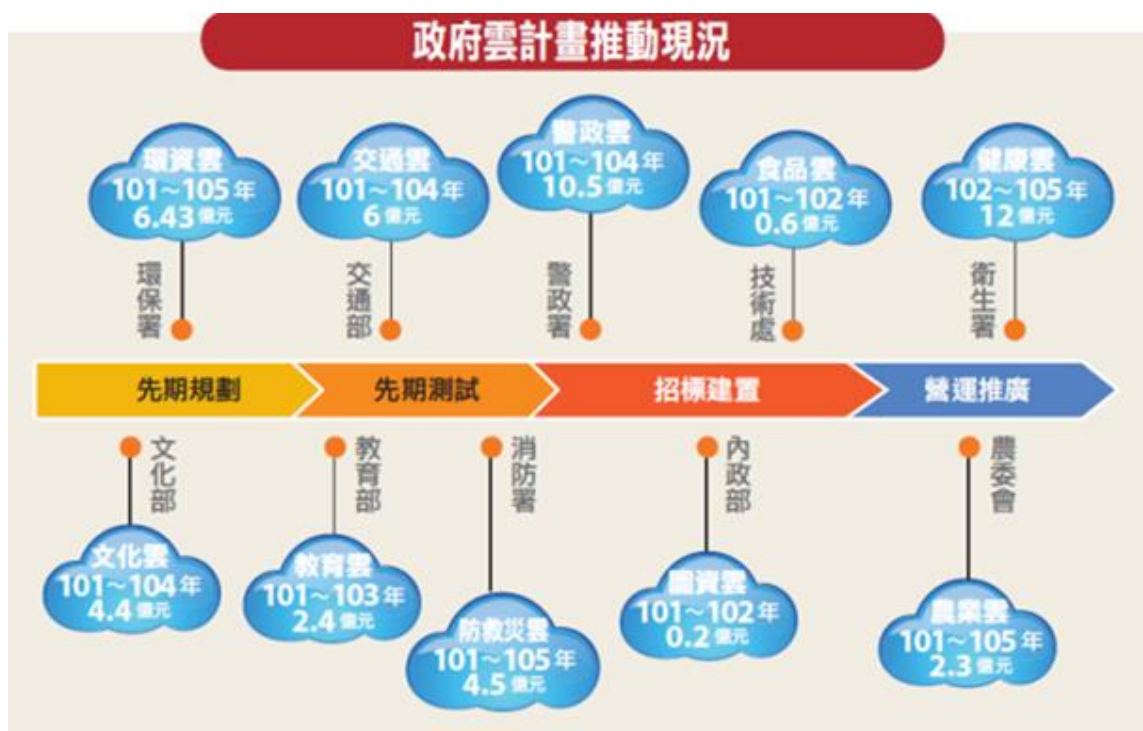 政府雲計畫推動現況
環資雲
101～105年
6.43億元
交通雲
101～104年
6億元
警政雲
101～104年
10.5億元
食品雲
101～102年
0.6億元
健康雲
102～105年
12億元
環保署
交通部
警政署
技術處
衛生署
先期規劃
先期測試
招標建置
營運推廣
文化部
教育部
消防署
內政部
農委會
文化雲
101～104年
4.4億元
教育雲
101～103年
2.4億元
防救災雲
101～105年
4.5億元
圖資雲
101～102年
0.2億元
農業雲
101～105年
2.3億元